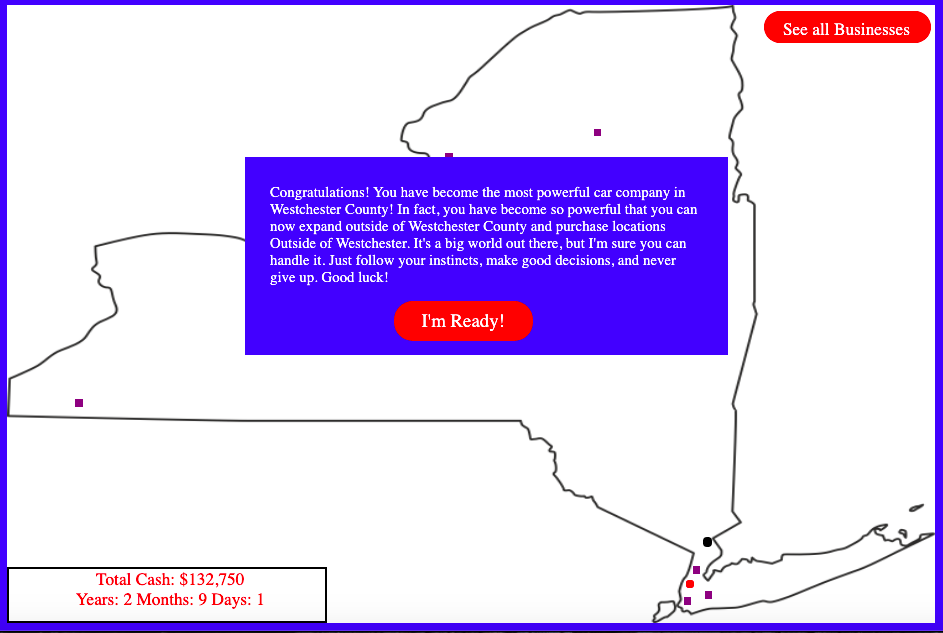 See all Businesses
Congratulations! You have become the most powerful car company in
Westchester County! In fact, you have become so powerful that you can
now expand outside of Westchester County and purchase locations
Outside of Westchester. It's a big world out there, but I'm sure you can
handle it. Just follow your instincts, make good decisions, and never
give up. Good luck!
I'm Ready!
Total Cash: $132,750
Years: 2 Months: 9 Days: 1